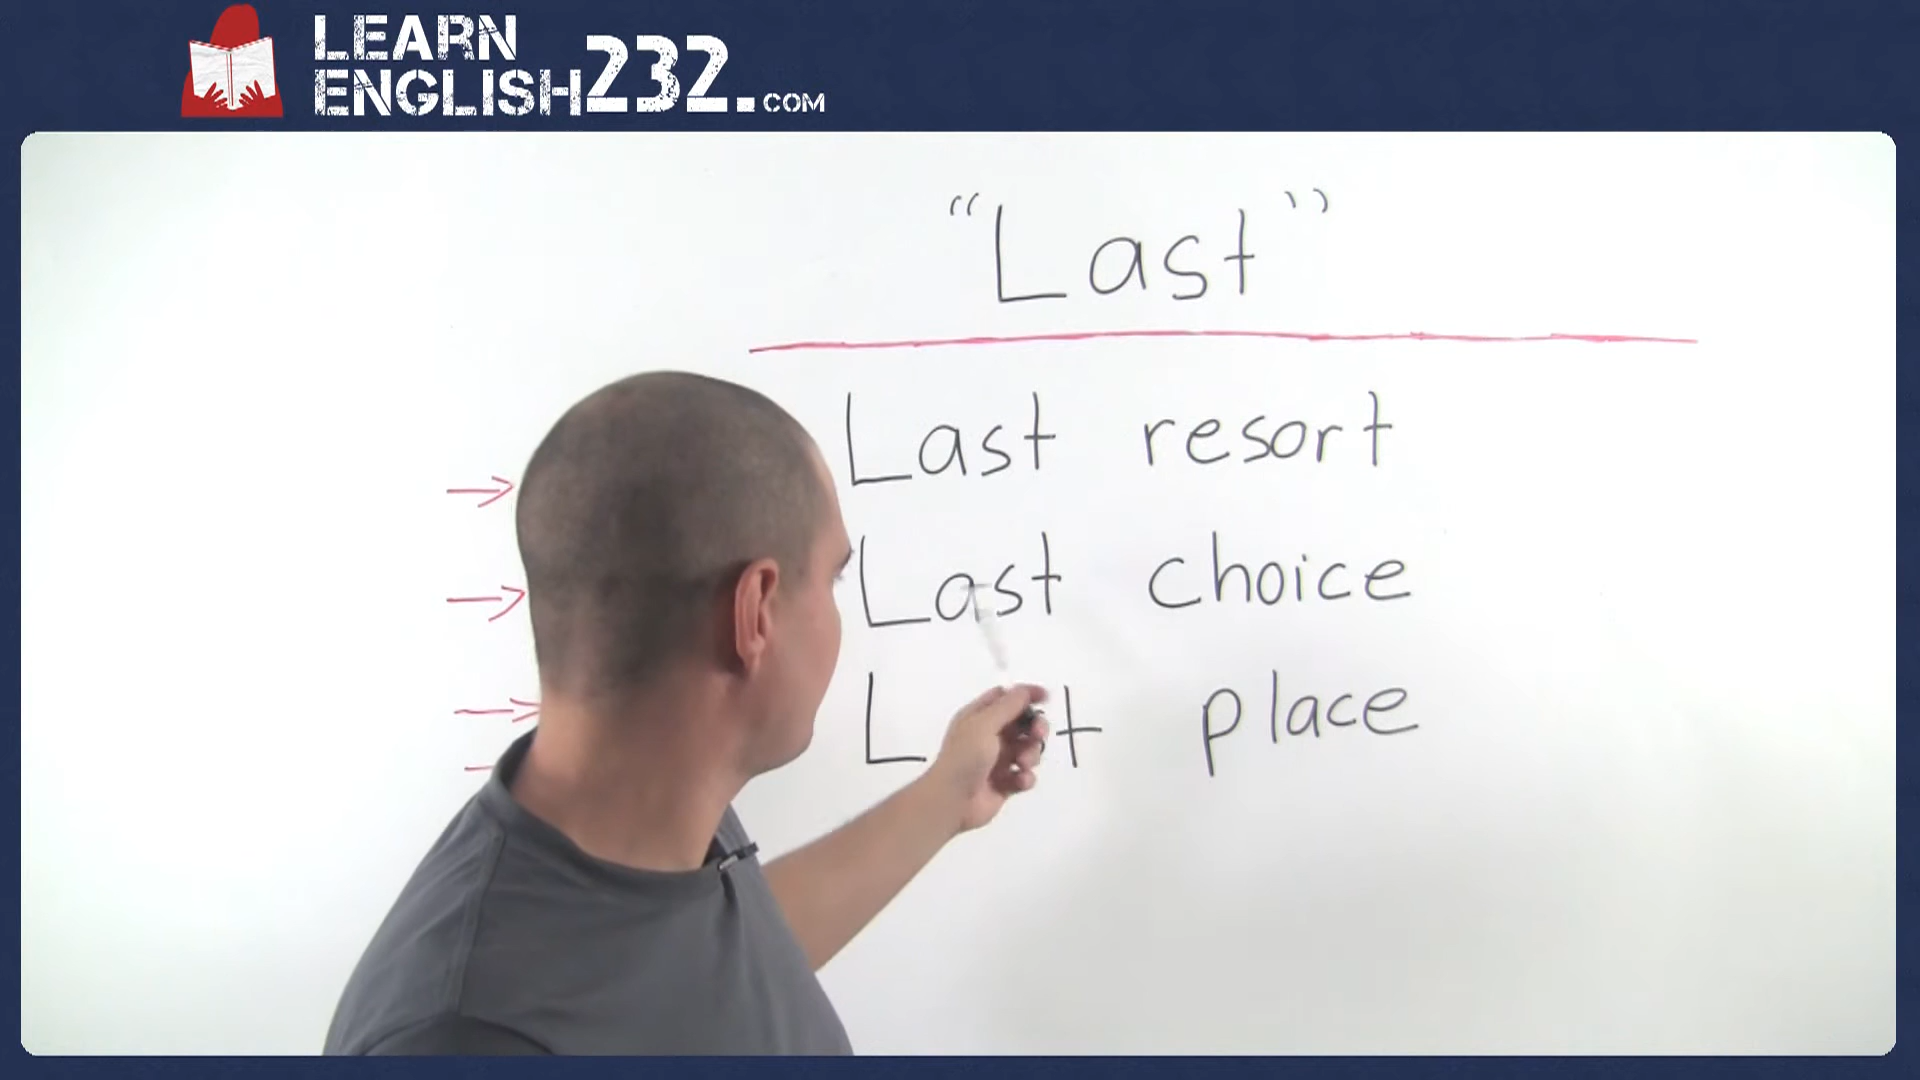 LEARN
ENGLISH232.COM
"Last"
Last resort
Last choice
place